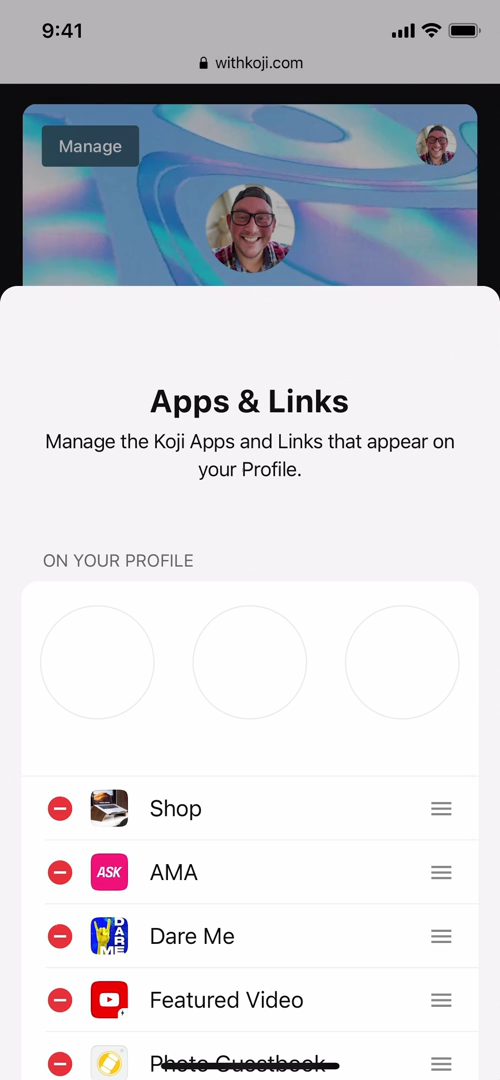 9:41
withkoji.com
Manage
Apps & Links
Manage the Koji Apps and Links that appear on
your Profile.
ON YOUR PROFILE
Shop
ASK
AMA
DARE
ME
Dare Me
Featured Video
Photo Guestbook